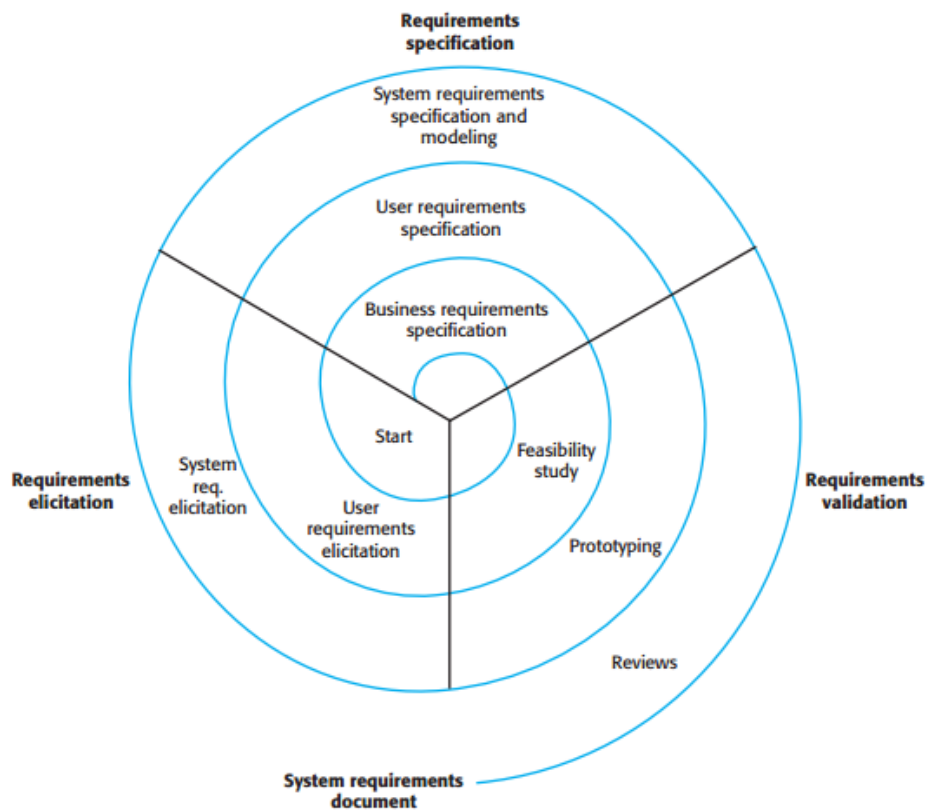 Requirements
specification
System requirements
specification and
modeling
User requirements
specification
Business requirements
specification
Start
Feasibility
study
System
req.
elicitation
Requirements
elicitation
Requirements
validation
User
requirements
elicitation
Prototyping
Reviews
System requirements
document